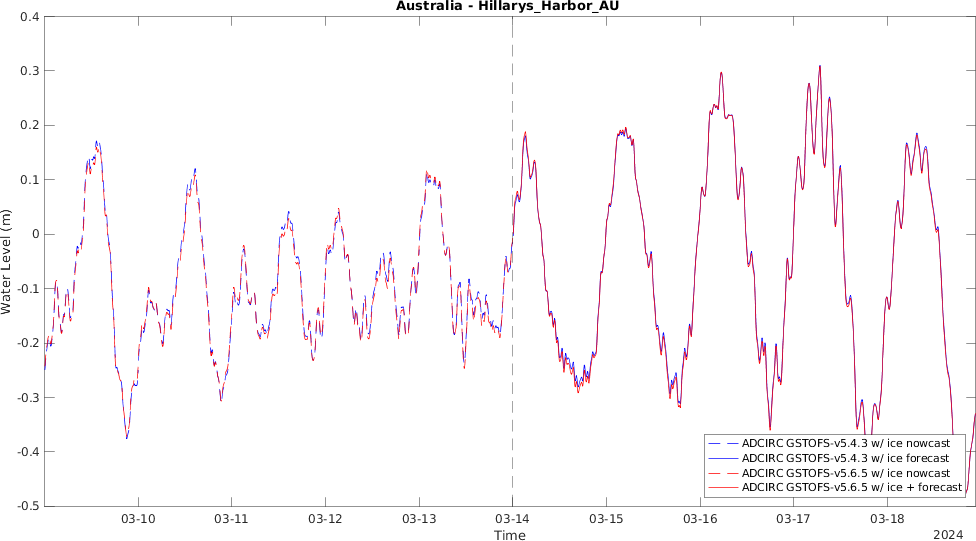 Australia - Hillarys_Harbor_AU
0.4
0.3
0.2
0.1
0
-0.1
-0.2
-0.3
-0.4
-0.5
Water Level (m)
ADCIRC GSTOFS-v5.4.3 w/ ice nowcast
ADCIRC GSTOFS-v5.4.3 w/ ice forecast
ADCIRC GSTOFS-v5.6.5 w/ ice nowcast
ADCIRC GSTOFS-v5.6.5 w/ ice + forecast
03-10 03-11 03-12 03-13 03-14 03-15 03-16 03-17 03-18
Time
2024